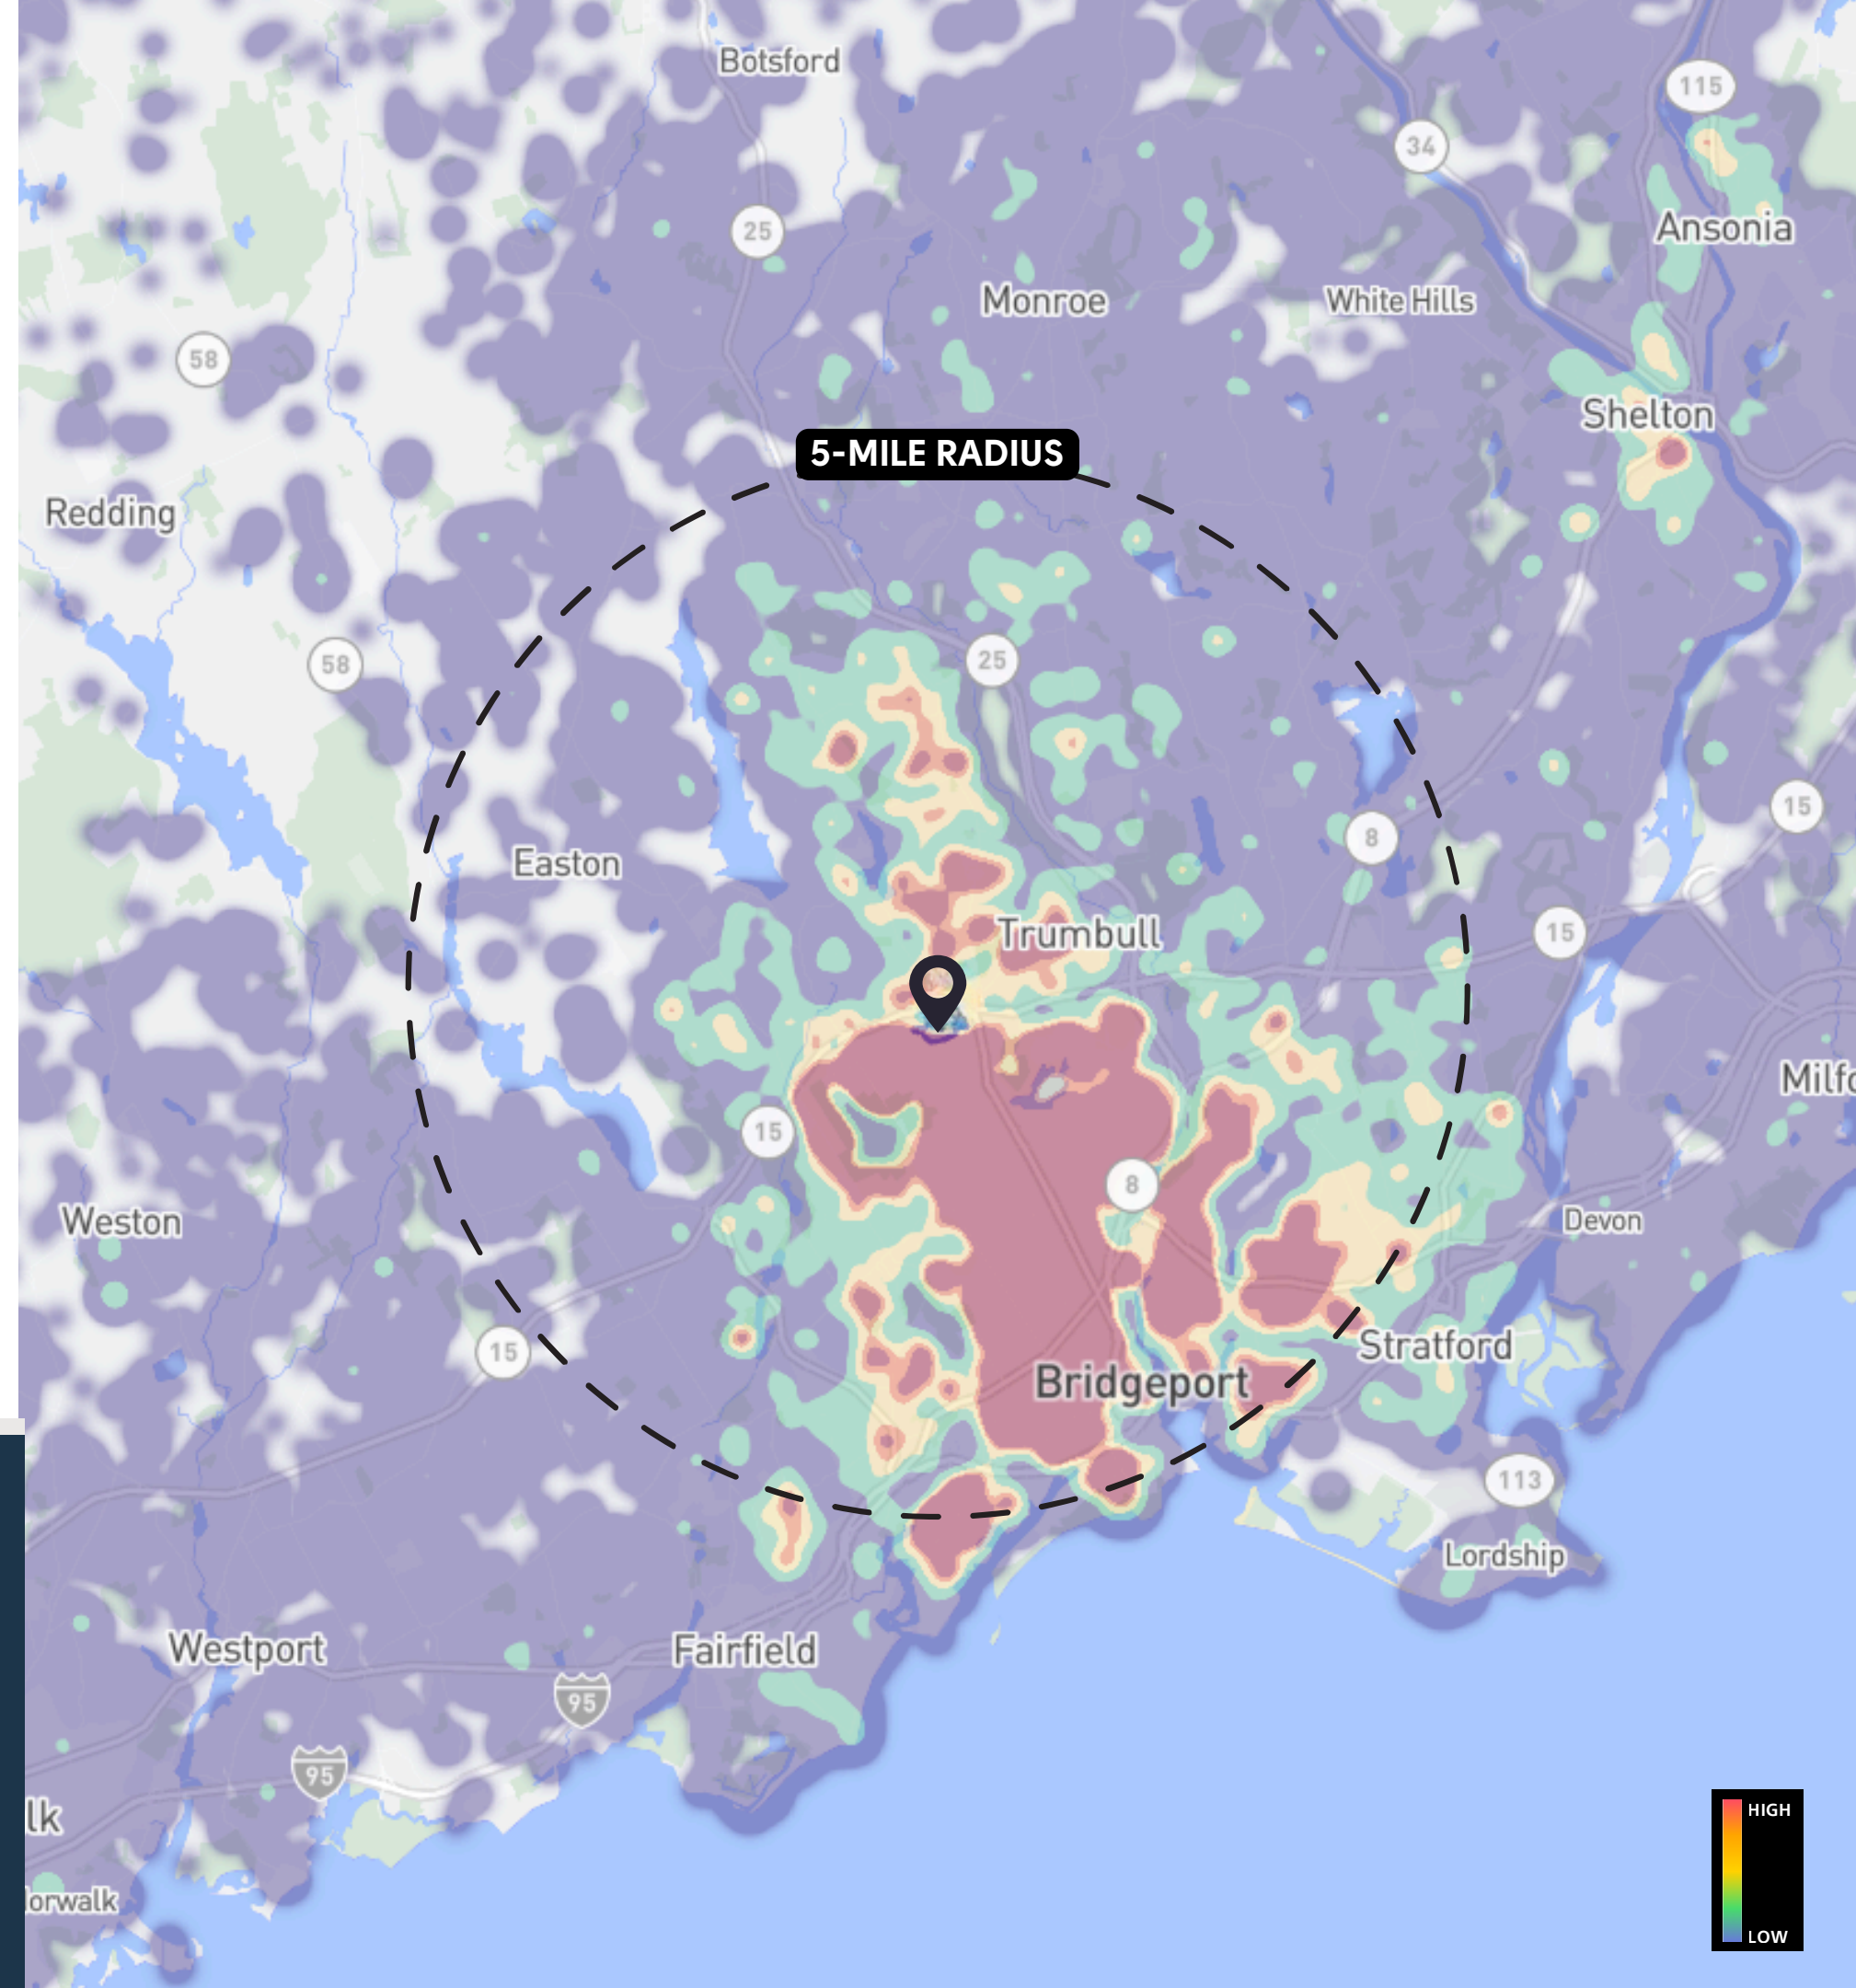 Botsford
115
34
Ansonia
25
Monroe
White Hills
58
Shelton
5-MILE RADIUS
Redding
58
25
15
8
Easton
15
Trumbull
Milfo
15
8
Weston
Devon
15
Stratford
Bridgeport
113
Lordship
Westport
Fairfield
95
95
HIGH
lk
orwalk
LOW